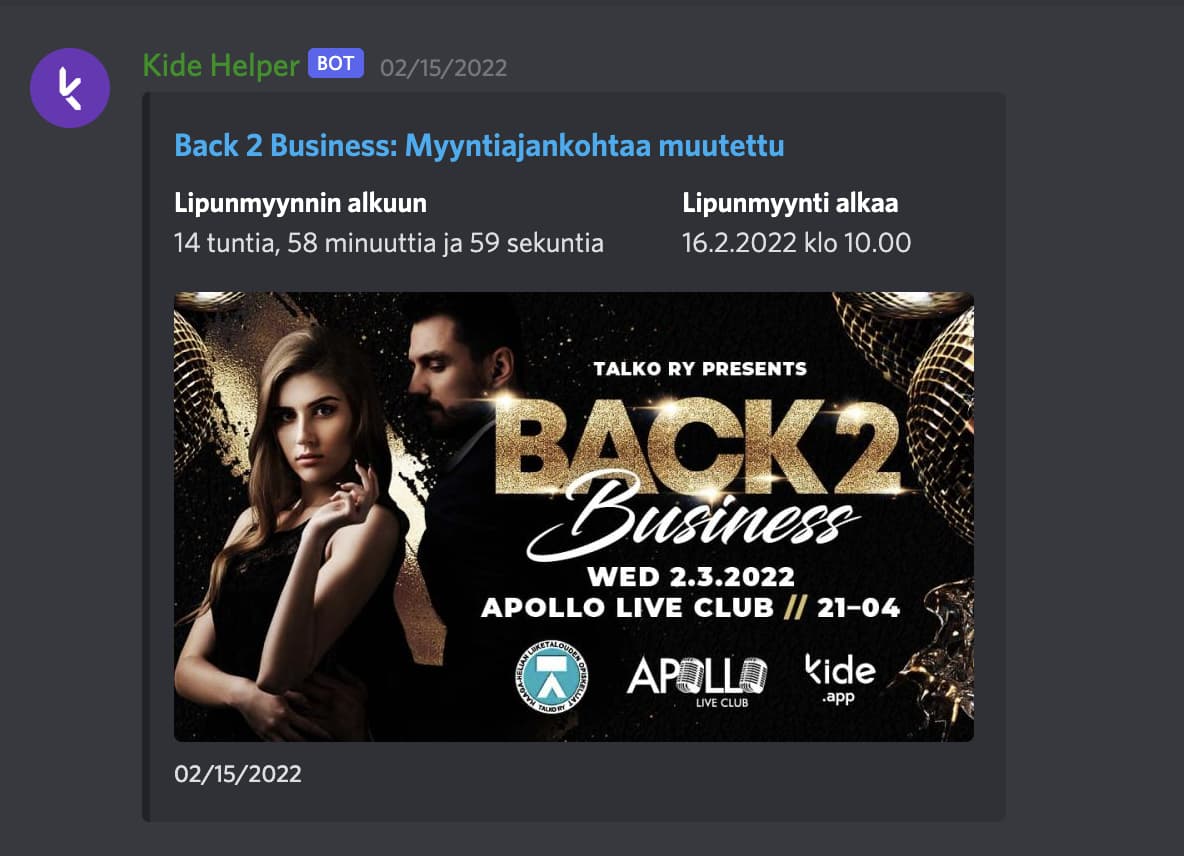 Kide Helper BOT 02/15/2022
Back 2 Business: Myyntiajankohtaa muutettu
Lipunmyynnin alkuun
14 tuntia, 58 minuuttia ja 59 sekuntia
Lipunmyynti alkaa
16.2.2022 klo 10.00
TALKO RY PRESENTS
BACK 2
Business
WED 2.3.2022
APOLLO LIVE CLUB // 21–04
HAAGA-HELIAN LIIKETALOUDEN OPISKELIJAT
TALKO RY
APOLLO
LIVE CLUB
kide
.app
02/15/2022